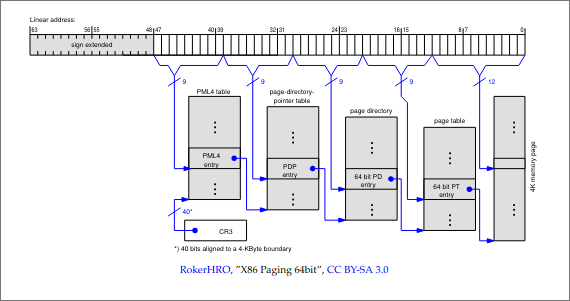 Linear address:
63 56 55 48 47 40 39 32 31 24 23 16 15 8 7 0
sign extended
9 9 9 9 12
PML4 table
page-directory-
pointer table
page directory
page table
PML4
entry
PDP
entry
64 bit PD
entry
64 bit PT
entry
4K memory page
40*
CR3
*) 40 bits aligned to a 4-KByte boundary
RokerHRO, ”X86 Paging 64bit”, CC BY-SA 3.0